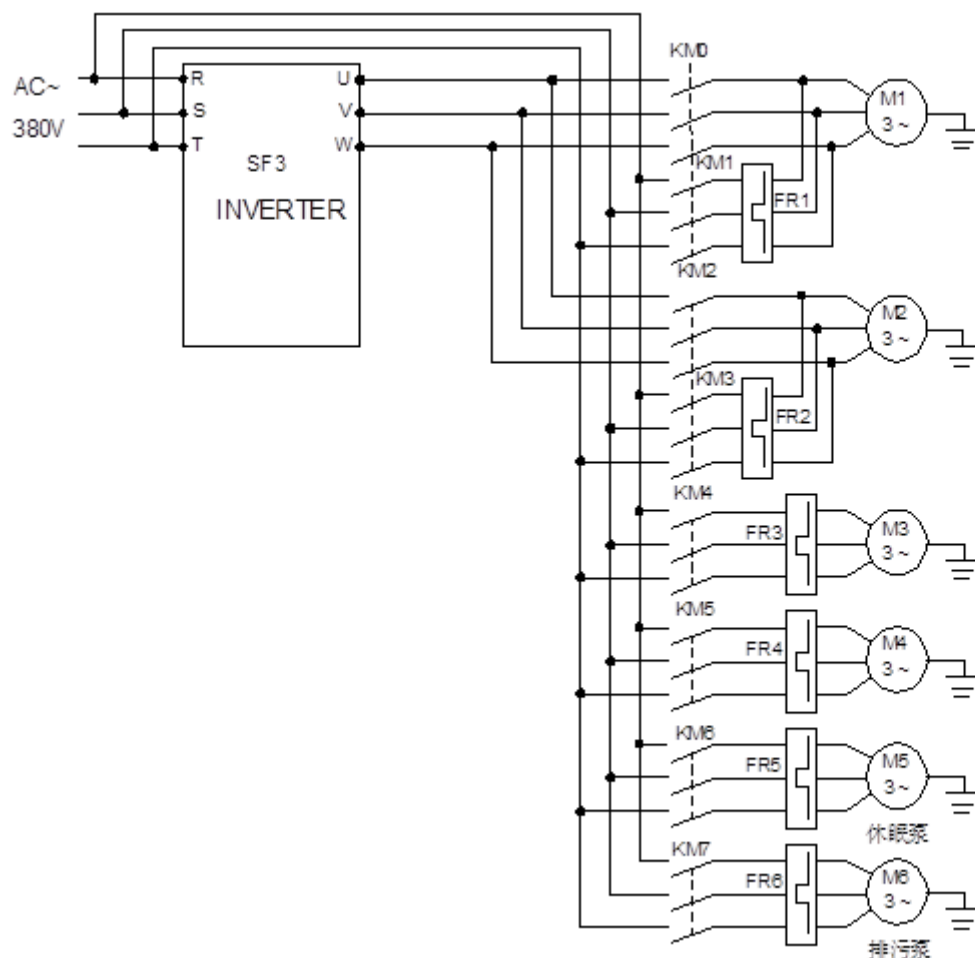 AC~
380V
R
S
T
U
V
W
SF3
INVERTER
KM0
M1
3~
KM1
FR1
KM2
M2
3~
KM3
FR2
KM4
FR3
M3
3~
KM5
FR4
M4
3~
KM6
FR5
M5
3~
休眠泵
KM7
FR6
M6
3~
排污泵